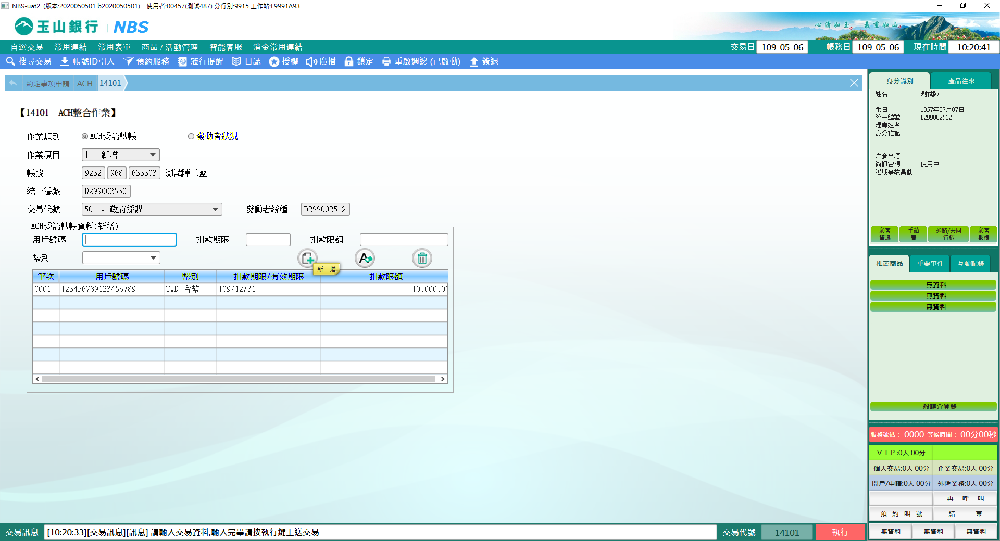 NBS-uat2 (版本:2020050501.b2020050501) 使用者:00457(測試487) 分行別:9915 工作站:L9991A93
玉山銀行 | NBS
心清如玉。義重如山。
自選交易 常用連結 常用表單 商品 / 活動管理 智能客服 消金常用連結 交易日 109-05-06 帳務日 109-05-06 現在時間 10:20:41
搜尋交易 帳號ID引入 預約服務 蒞行提醒 日誌 授權 廣播 鎖定 重啟週邊 (已啟動) 簽退
約定事項申請 ACH 14101
【14101 ACH整合作業】
作業類別 ACH委託轉帳 發動者狀況
作業項目 1 - 新增
帳號 9232 968 633303 測試陳三盈
統一編號 D299002530
交易代號 501 - 政府採購 發動者統編 D299002512
ACH委託轉帳資料(新增)
用戶號碼 扣款期限 扣款限額
幣別
新 增
筆次 用戶號碼 幣別 扣款期限/有效期限 扣款限額
0001 123456789123456789 TWD-台幣 109/12/31 10,000.00
身分識別 產品往來
姓名 測試陳三日
生日 1957年07月07日
統一編號 D299002512
理專姓名
身分註記
注意事項
簡訊密碼 使用中
近期事故異動
顧客資訊 手續費 通路/共同行銷 顧客影像
推薦商品 重要事件 互動記錄
無資料
無資料
無資料
一般轉介登錄
服務號碼： 0000 等候時間： 00分00秒
ＶＩＰ:0人 00分
個人交易:0人 00分 企業交易:0人 00分
開戶/申請:0人 00分 外匯業務:0人 00分
再 呼 叫
預 約 叫 號 結 束
無資料 無資料 無資料
交易訊息 [10:20:33][交易訊息][訊息] 請輸入交易資料,輸入完畢請按執行鍵上送交易 交易代號 14101 執行